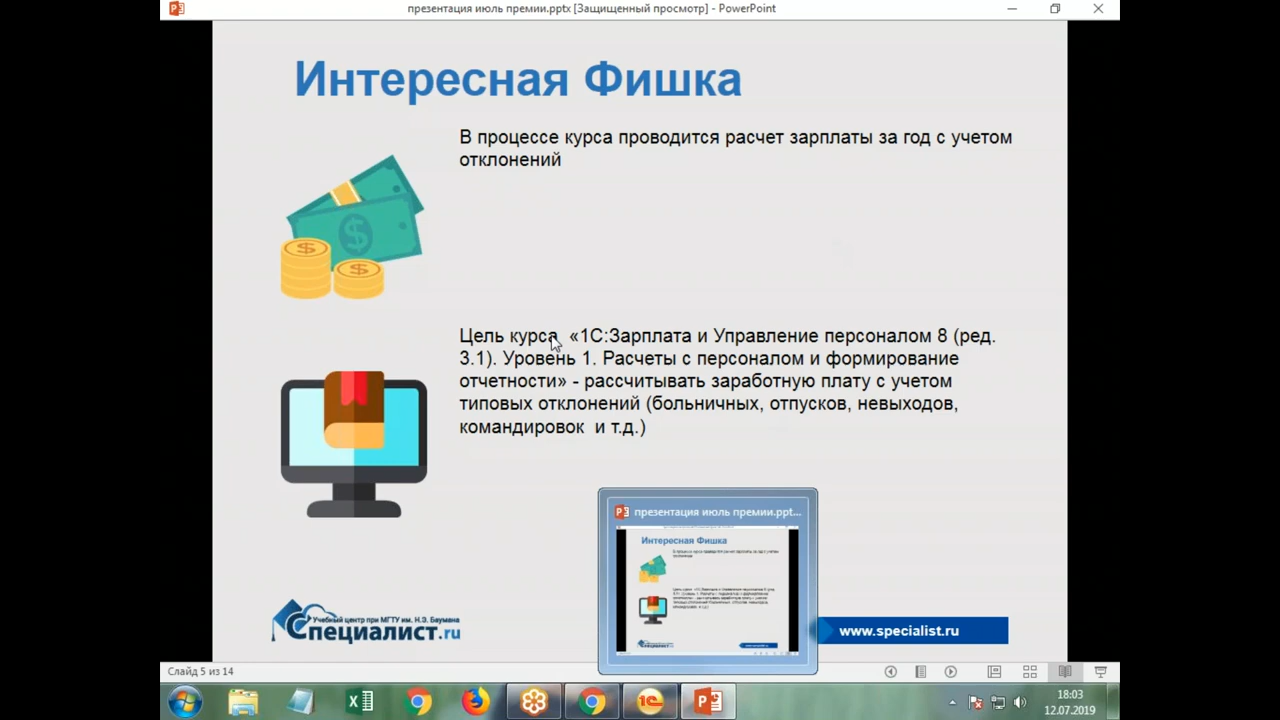 презентация июль премии.pptx [Защищенный просмотр] - PowerPoint
Интересная Фишка
В процессе курса проводится расчет зарплаты за год с учетом
отклонений
Цель курса «1С:Зарплата и Управление персоналом 8 (ред.
3.1). Уровень 1. Расчеты с персоналом и формирование
отчетности» - рассчитывать заработную плату с учетом
типовых отклонений (больничных, отпусков, невыходов,
командировок и т.д.)
презентация июль премии.ppt...
Интересная Фишка
Учебный центр при МГТУ им. Н.Э. Баумана
Специалист.ru
www.specialist.ru
Слайд 5 из 14
18:03
12.07.2019